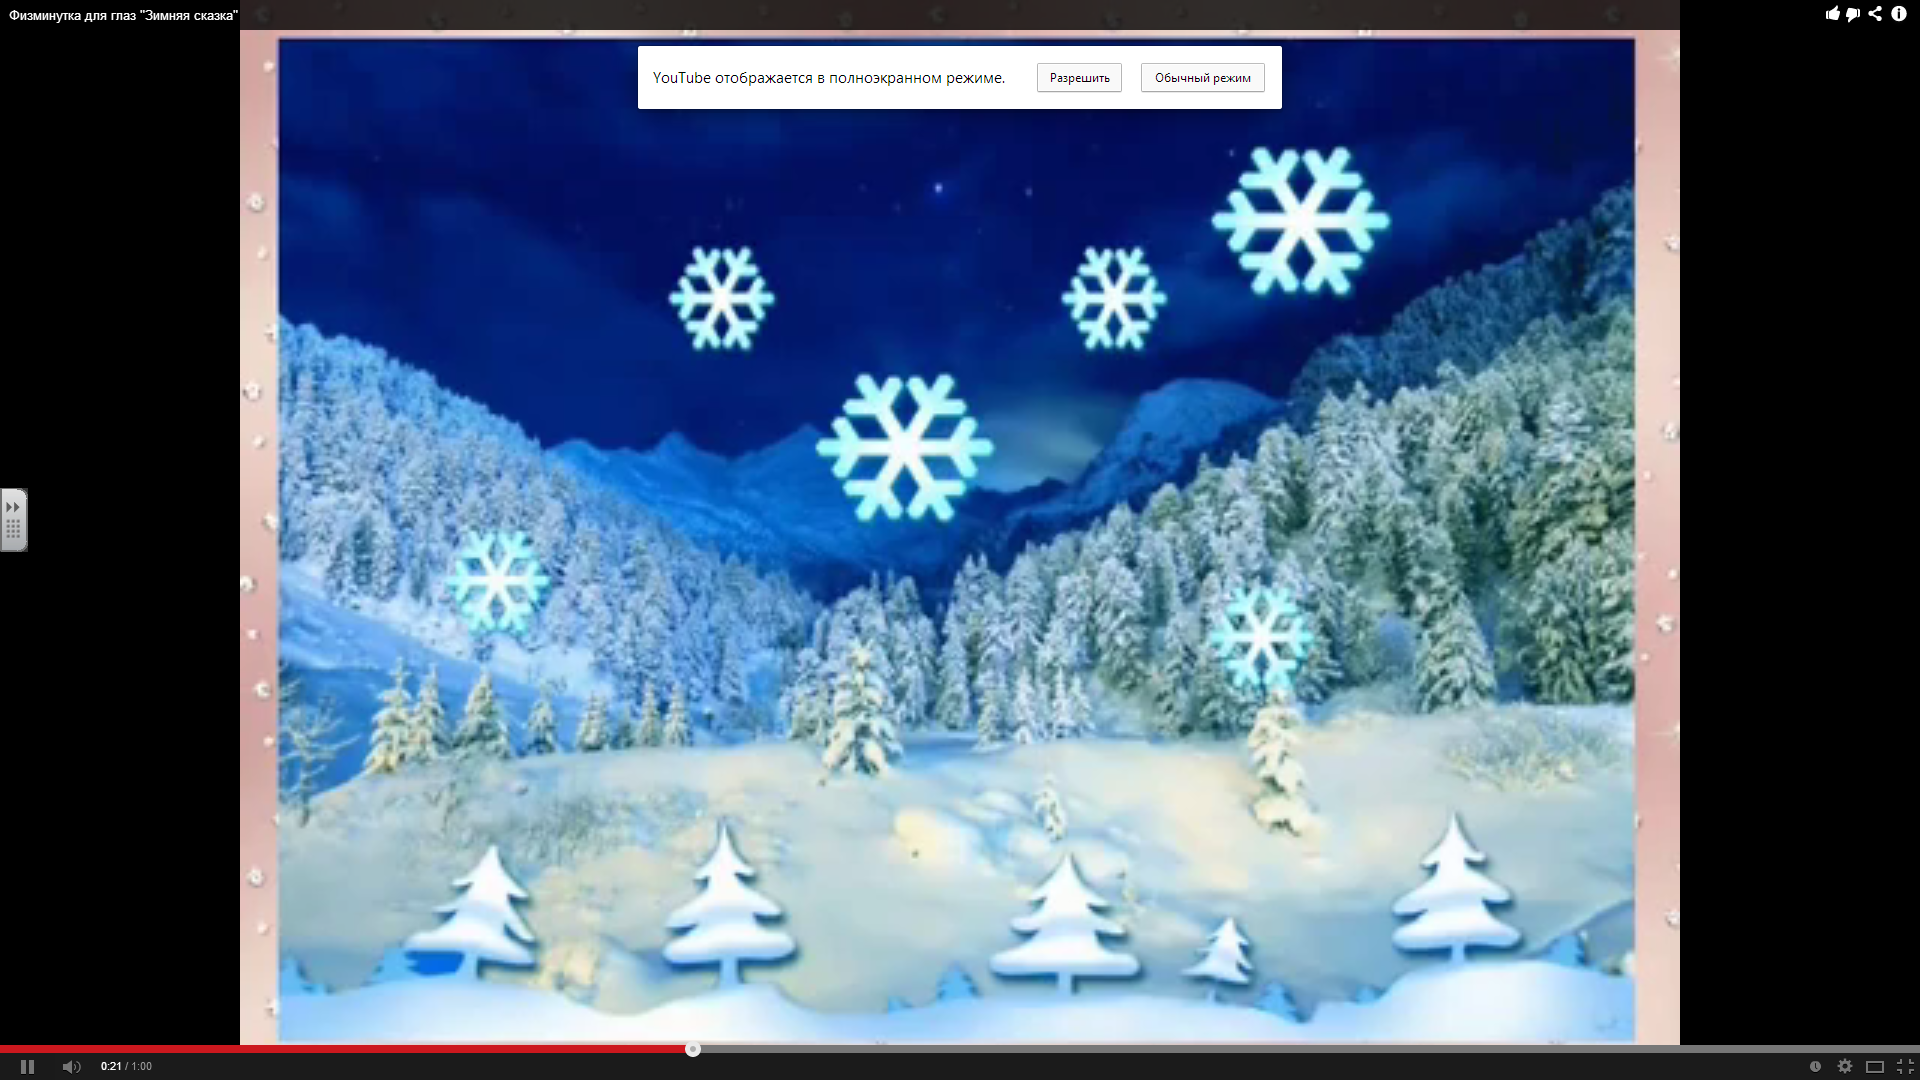 Физминутка для глаз "Зимняя сказка"
YouTube отображается в полноэкранном режиме.
Разрешить
Обычный режим
0:21 / 1:00